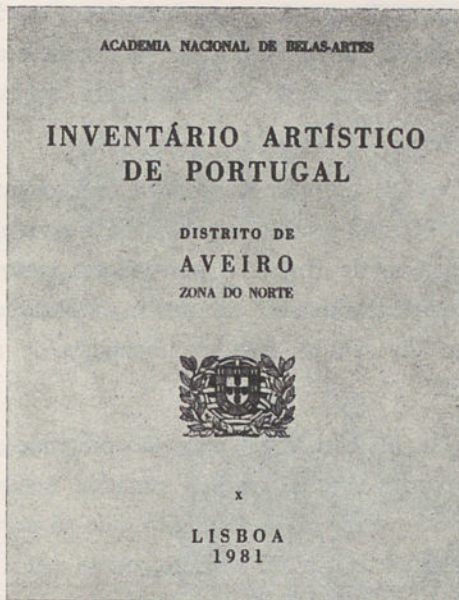 ACADEMIA NACIONAL DE BELAS-ARTES
INVENTÁRIO ARTÍSTICO
DE PORTUGAL
DISTRITO DE
AVEIRO
ZONA DO NORTE
X
LISBOA
1981